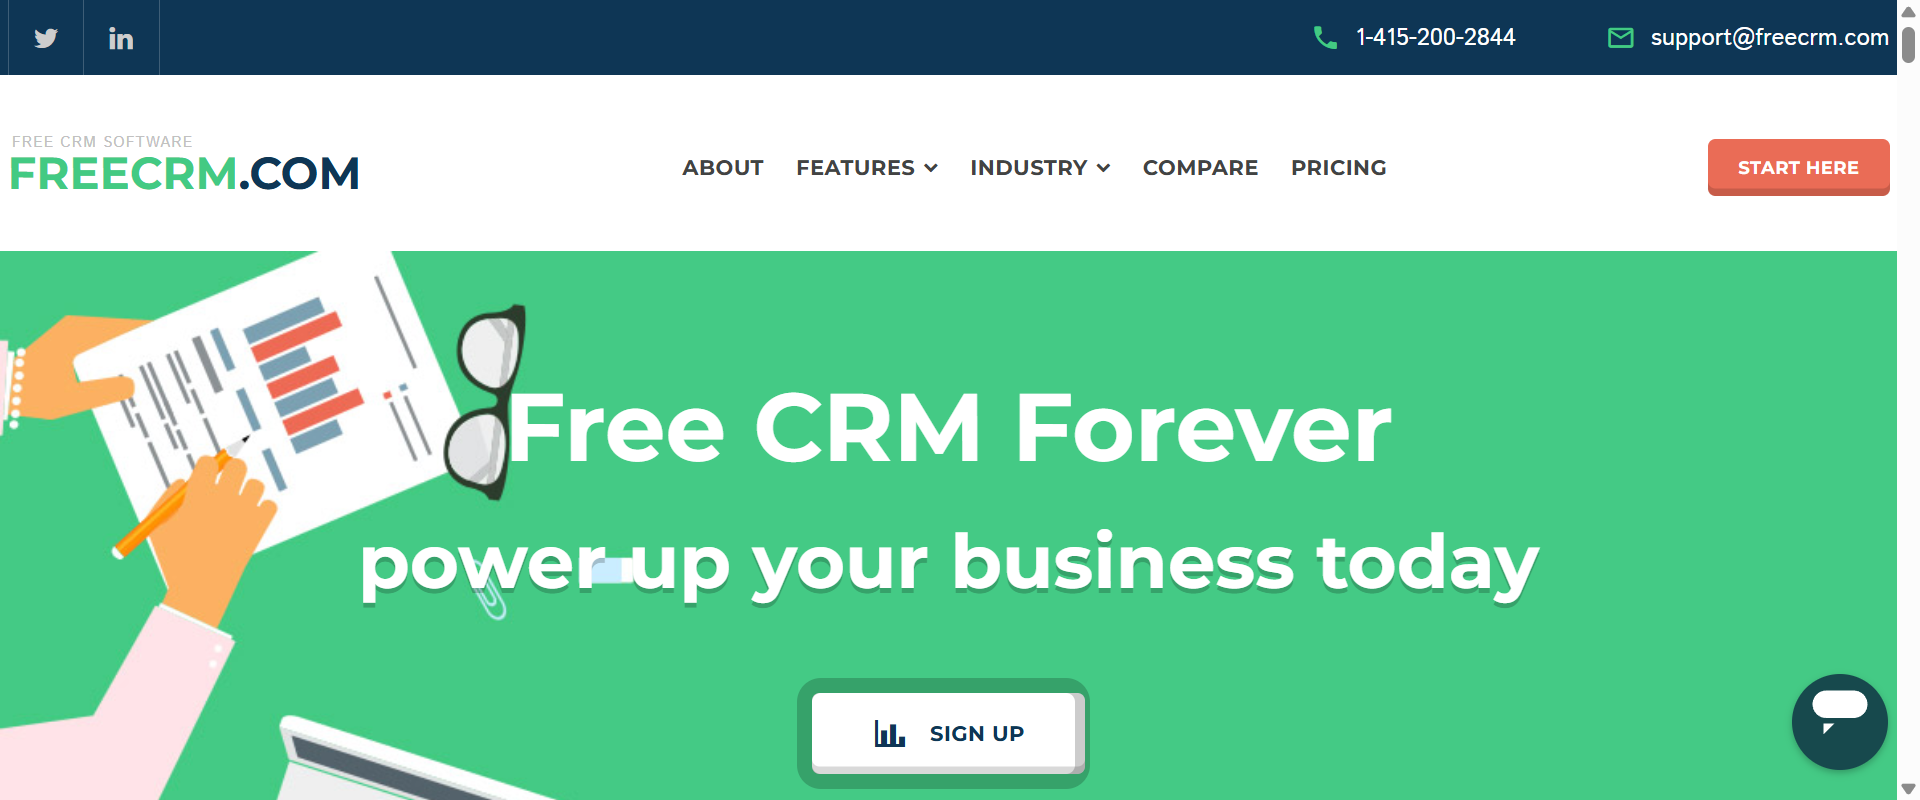 1-415-200-2844
support@freecrm.com
FREE CRM SOFTWARE
FREECRM.COM
ABOUT
FEATURES
INDUSTRY
COMPARE
PRICING
START HERE
Free CRM Forever
power up your business today
SIGN UP